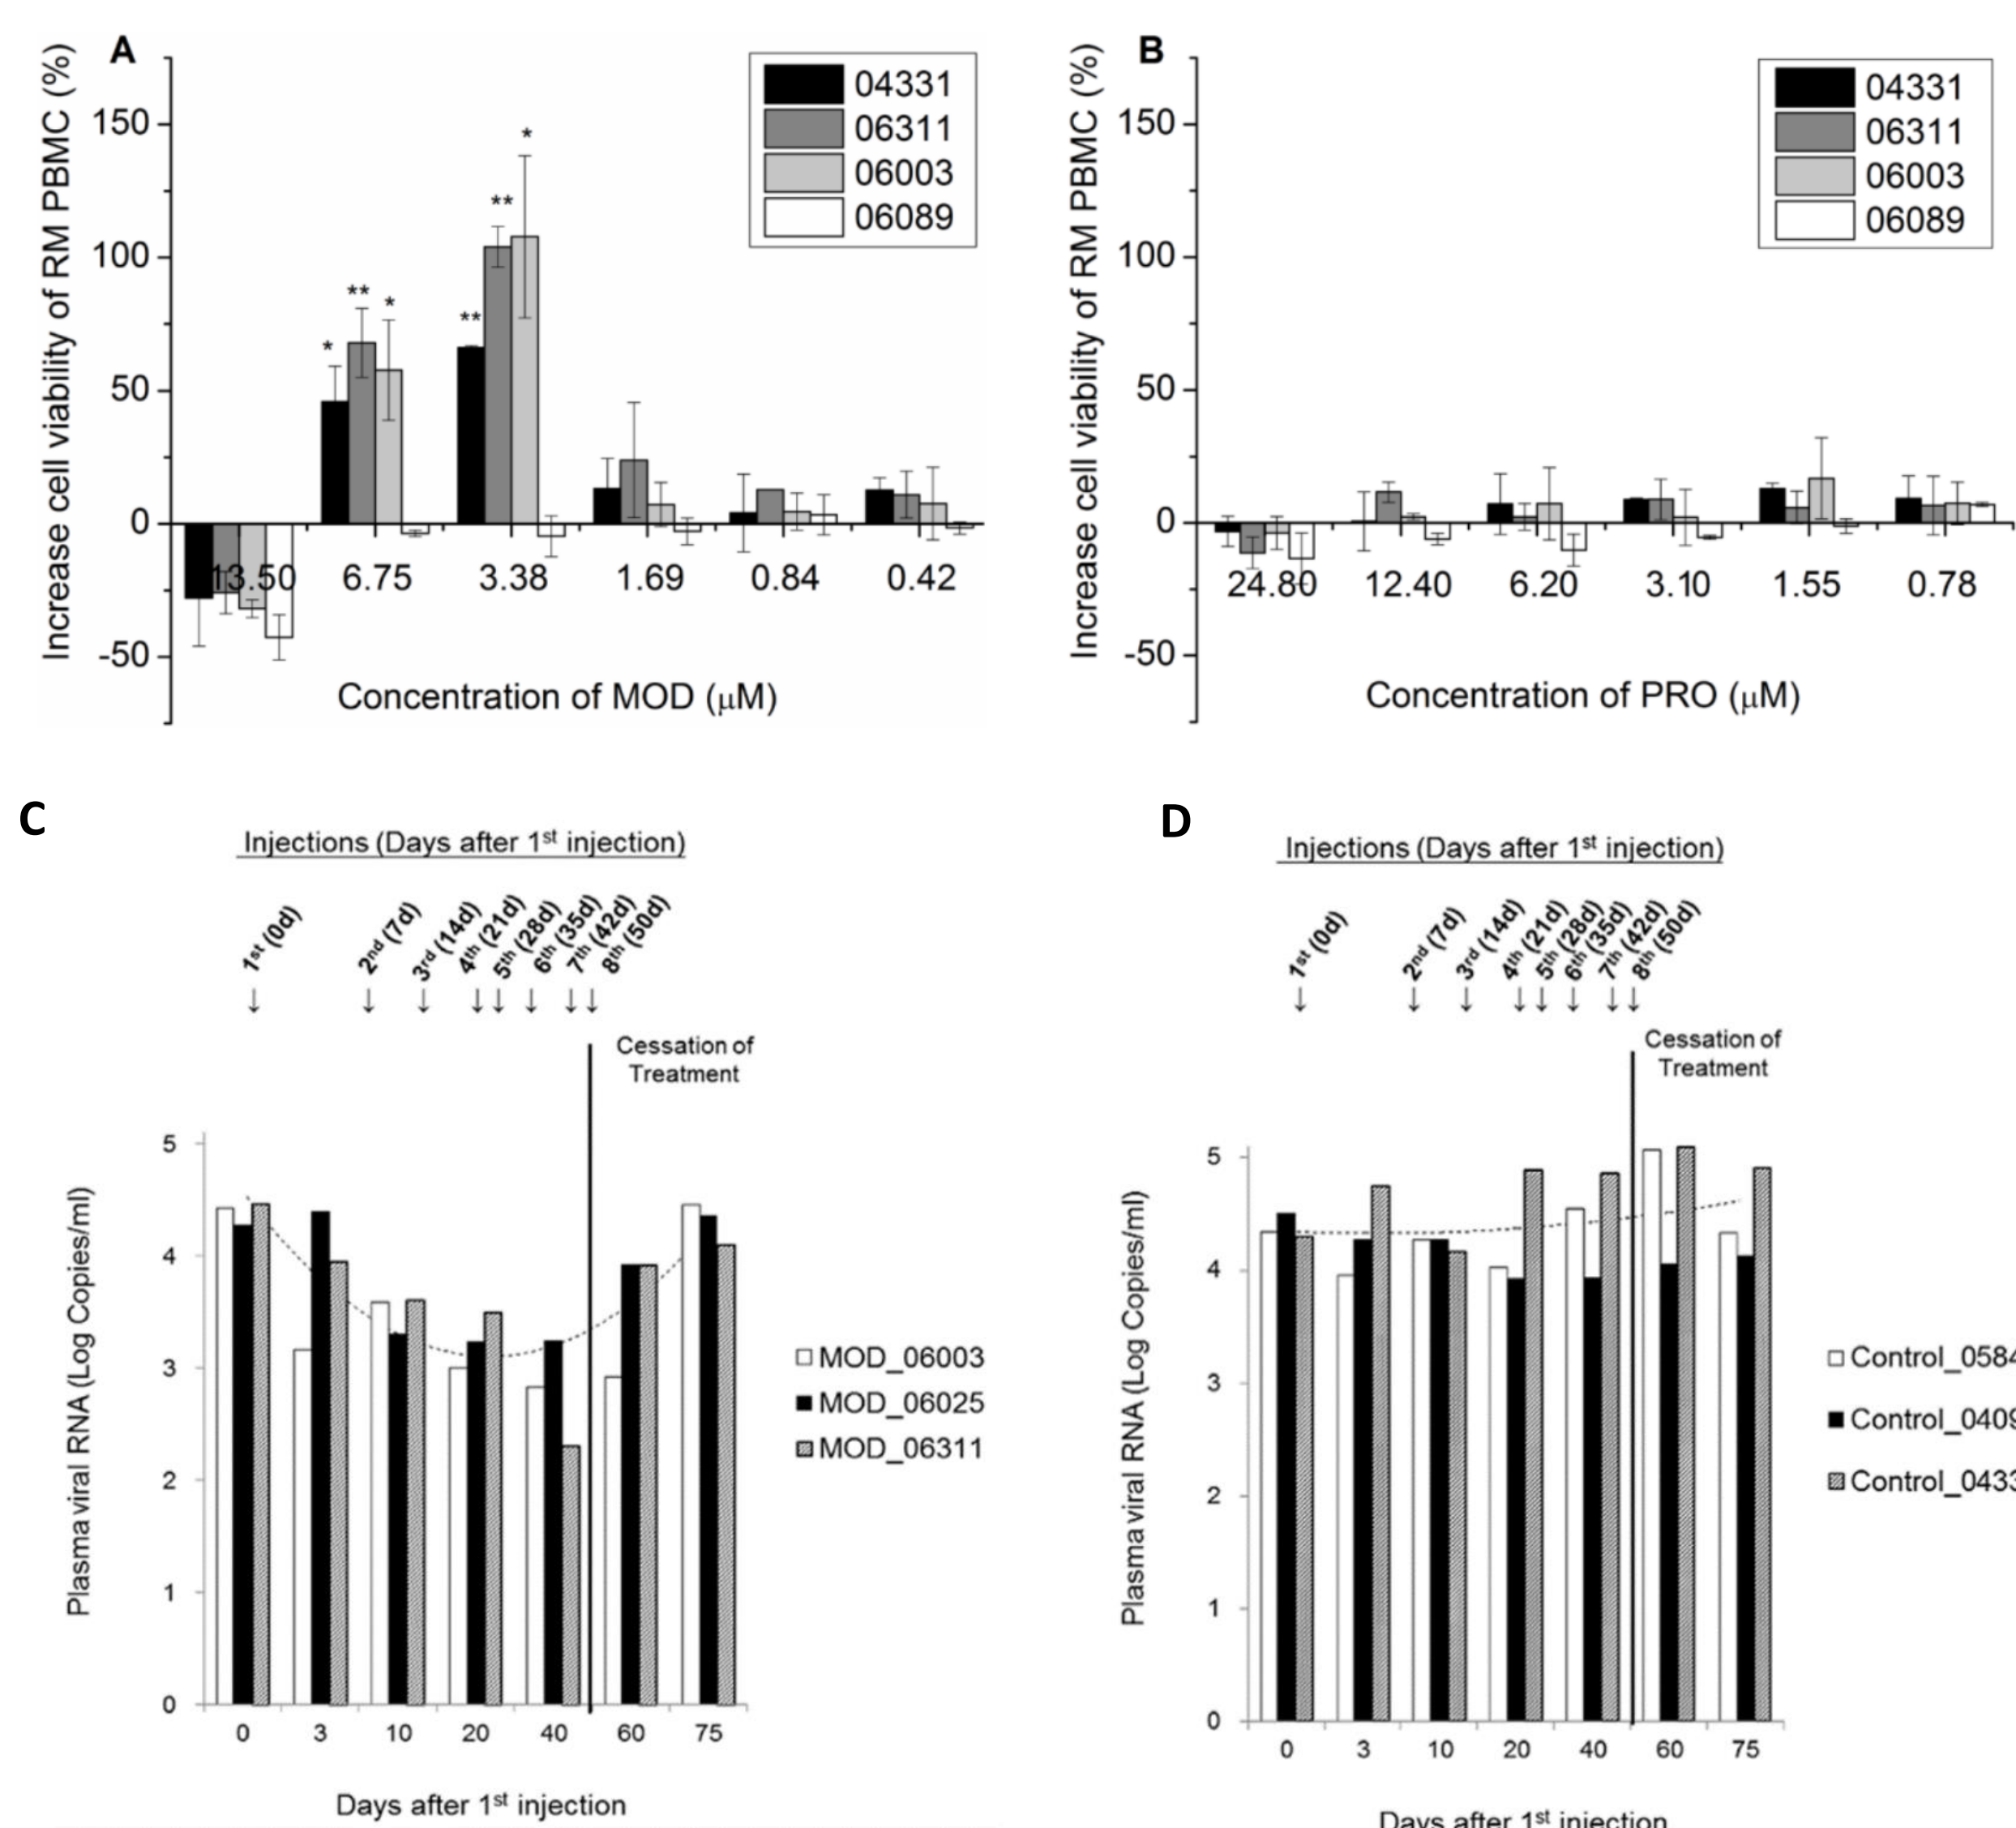 A
Increase cell viability of RM PBMC (%)
150
100
50
0
-50
04331
06311
06003
06089
*
**
*
**
**
*
13.50 6.75 3.38 1.69 0.84 0.42
Concentration of MOD (μM)
B
Increase cell viability of RM PBMC (%)
150
100
50
0
-50
04331
06311
06003
06089
24.80 12.40 6.20 3.10 1.55 0.78
Concentration of PRO (μM)
C
Injections (Days after 1st injection)
1st (0d)
2nd (7d)
3rd (14d)
4th (21d)
5th (28d)
6th (35d)
7th (42d)
8th (50d)
Cessation of
Treatment
Plasma viral RNA (Log Copies/ml)
5
4
3
2
1
0
0 3 10 20 40 60 75
Days after 1st injection
MOD_06003
MOD_06025
MOD_06311
D
Injections (Days after 1st injection)
1st (0d)
2nd (7d)
3rd (14d)
4th (21d)
5th (28d)
6th (35d)
7th (42d)
8th (50d)
Cessation of
Treatment
Plasma viral RNA (Log Copies/ml)
5
4
3
2
1
0
0 3 10 20 40 60 75
Days after 1st injection
Control_0584
Control_0409
Control_0433